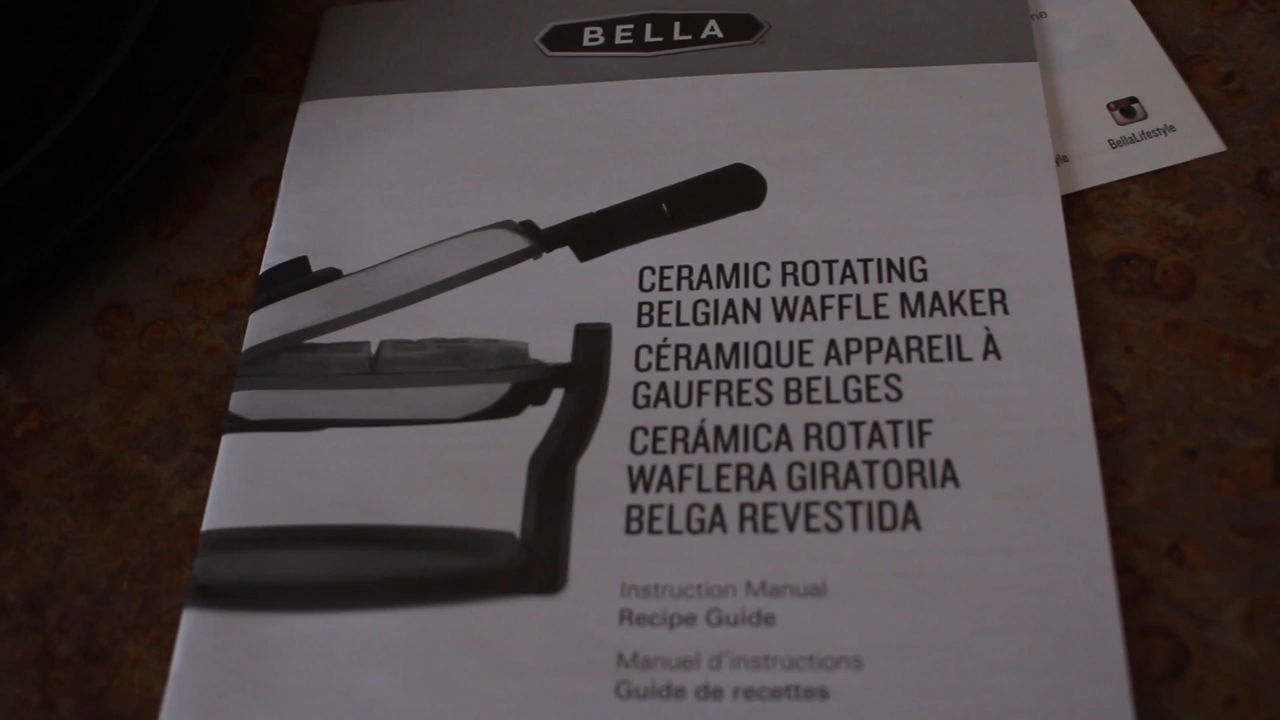 BELLA
CERAMIC ROTATING
BELGIAN WAFFLE MAKER
CÉRAMIQUE APPAREIL À
GAUFRES BELGES
CERÁMICA ROTATIF
WAFLERA GIRATORIA
BELGA REVESTIDA
Instruction Manual
Recipe Guide
Manuel d'instructions
Guide de recettes
BellaLifestyle